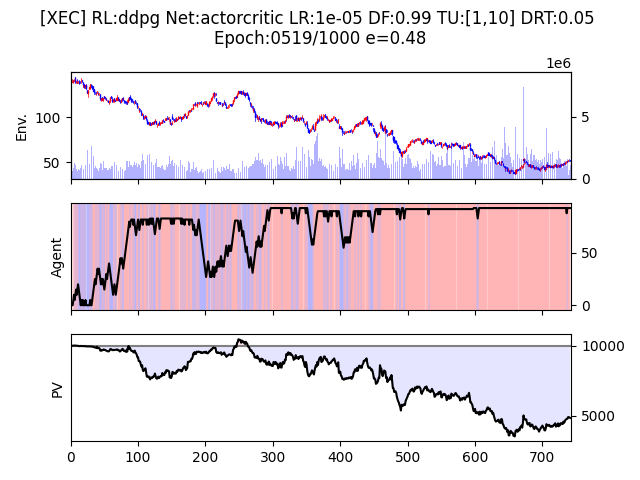 [XEC] RL:ddpg Net:actorcritic LR:1e-05 DF:0.99 TU:[1,10] DRT:0.05
Epoch:0519/1000 e=0.48
1e6
Env.
100
50
5
0
Agent
50
0
PV
10000
5000
0 100 200 300 400 500 600 700